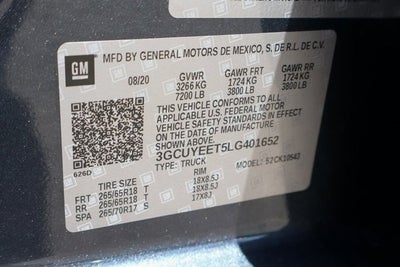 GM
MFD BY GENERAL MOTORS DE MEXICO, S. DE R.L. DE C.V.
08/20 GVWR GAWR FRT GAWR RR
3266 KG 1724 KG 1724 KG
7200 LB 3800 LB 3800 LB
THIS VEHICLE CONFORMS TO ALL
APPLICABLE U.S. FEDERAL MOTOR
VEHICLE SAFETY STANDARDS IN EFFECT
ON THE DATE OF MANUFACTURE SHOWN ABOVE.
3GCUYEET5LG401652
TYPE: TRUCK
MODEL: 52CK10543
626D
TIRE SIZE RIM
FRT 265/65R18 T 18X8.5J
RR 265/65R18 T 18X8.5J
SPA 265/70R17 S 17X8J